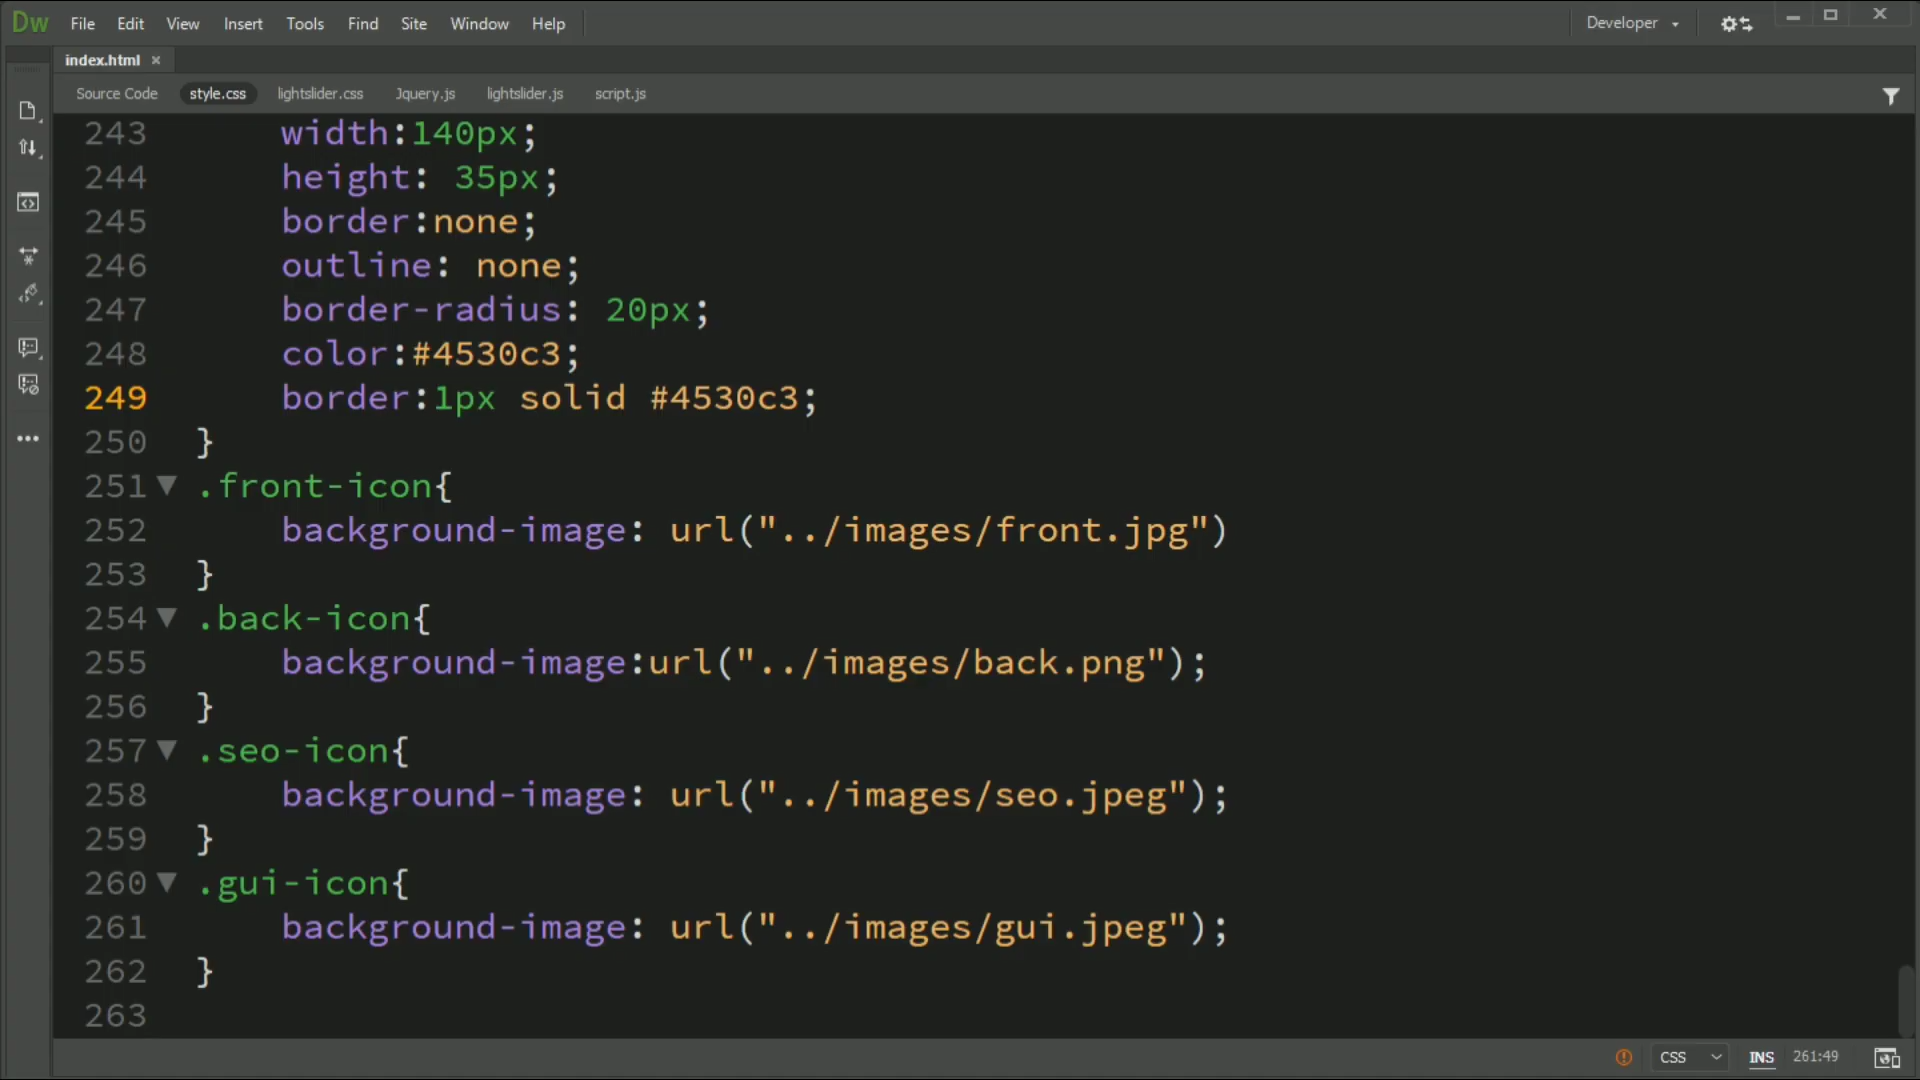 Dw File Edit View Insert Tools Find Site Window Help Developer
index.html
Source Code style.css lightslider.css Jquery.js lightslider.js script.js
243 width:140px;
244 height: 35px;
245 border:none;
246 outline: none;
247 border-radius: 20px;
248 color:#4530c3;
249 border:1px solid #4530c3;
250 }
251 .front-icon{
252 background-image: url("../images/front.jpg")
253 }
254 .back-icon{
255 background-image:url("../images/back.png");
256 }
257 .seo-icon{
258 background-image: url("../images/seo.jpeg");
259 }
260 .gui-icon{
261 background-image: url("../images/gui.jpeg");
262 }
263
CSS INS 261:49